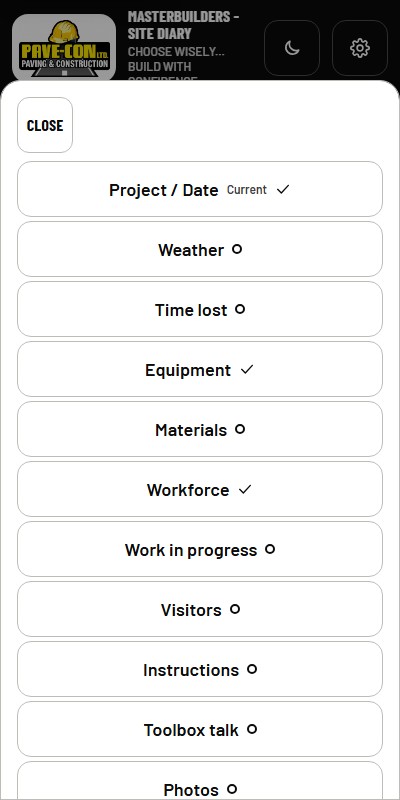 PAVE-CON LTD.
PAVING & CONSTRUCTION
MASTERBUILDERS -
SITE DIARY
CHOOSE WISELY...
BUILD WITH
CONFIDENCE
CLOSE
Project / Date Current
Weather
Time lost
Equipment
Materials
Workforce
Work in progress
Visitors
Instructions
Toolbox talk
Photos